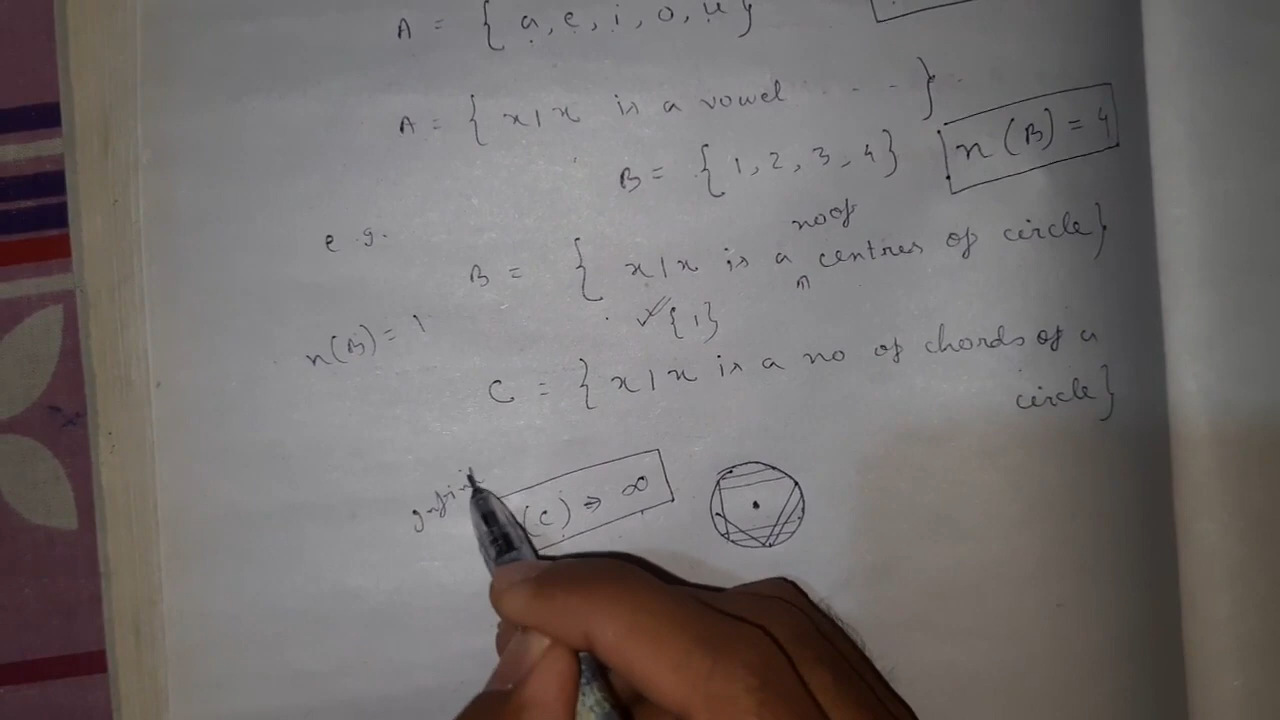 A = { a, e, i, o, u }
A = { x / x is a vowel . . . - }
B = { 1, 2, 3, 4 } n (B) = 4
e.g.
no of
B = { x / x is a centres of circle }
{1}
n(B) = 1
C = { x / x is a no of chords of a
circle }
(C) ⇒ ∞